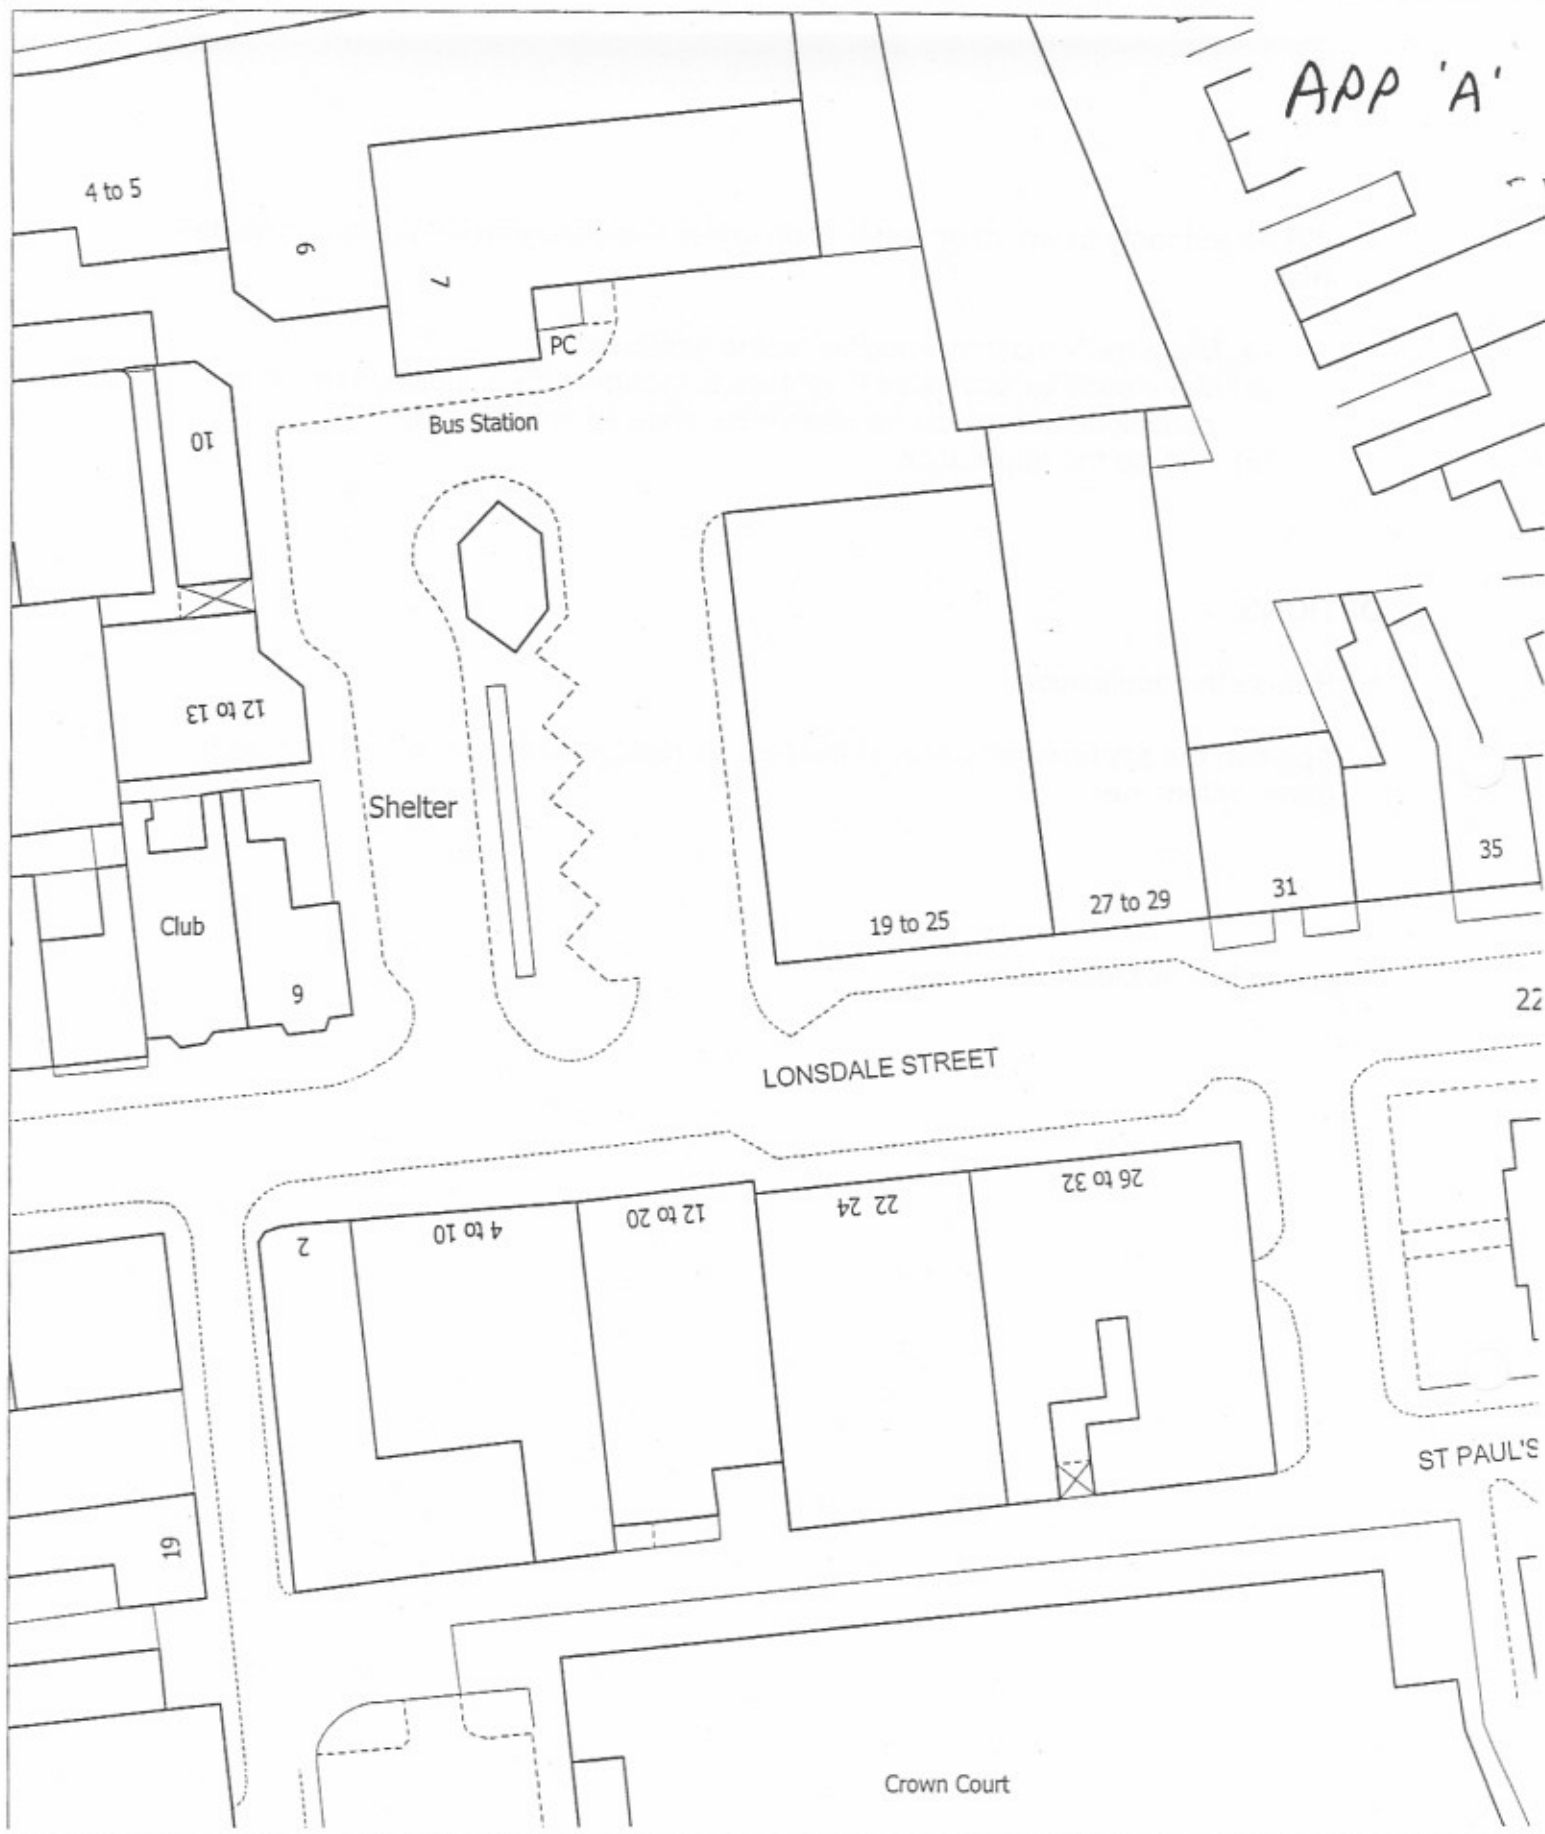 APP 'A'
4 to 5
6
7
PC
Bus Station
10
12 to 13
Shelter
Club
9
19 to 25
27 to 29
31
35
22
LONSDALE STREET
2
4 to 10
12 to 20
22 24
26 to 32
ST PAUL'S
19
Crown Court